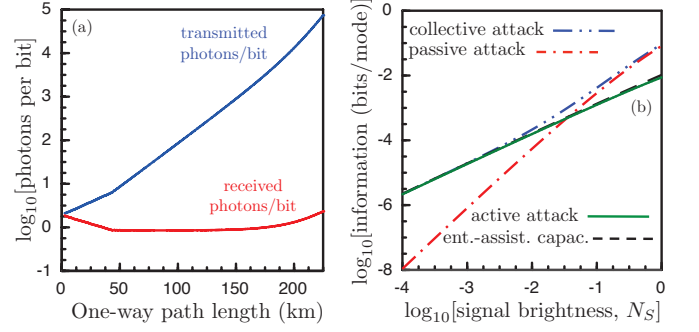 (a)
transmitted
photons/bit
received
photons/bit
log₁₀[photons per bit]
5
4
3
2
1
0
-1
0
50
100
150
200
One-way path length (km)
collective attack
passive attack
(b)
active attack
ent.-assist. capac.
log₁₀[information (bits/mode)]
0
-2
-4
-6
-8
-4
-3
-2
-1
0
log₁₀[signal brightness, N_S]